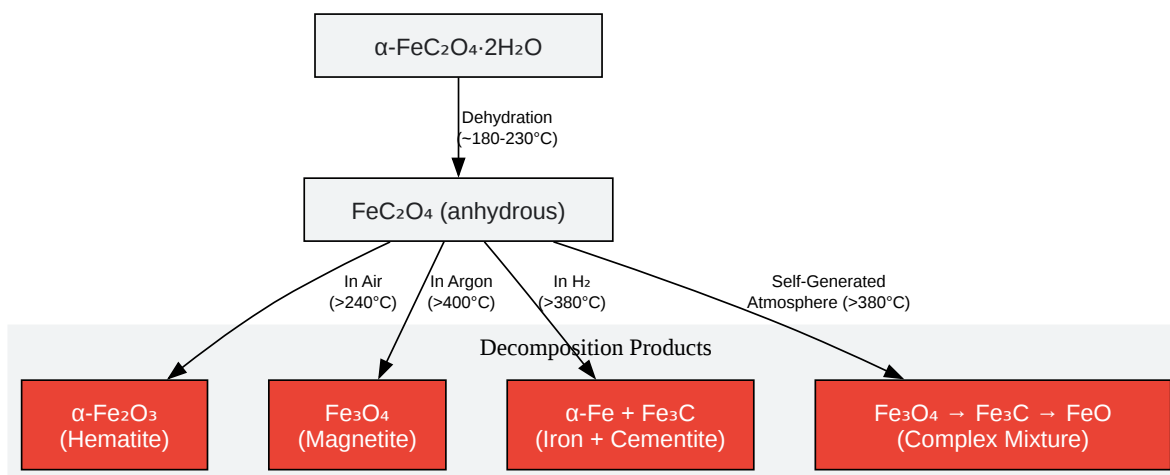 α-FeC₂O₄·2H₂O
Dehydration
(~180-230°C)
FeC₂O₄ (anhydrous)
In Air
(>240°C)
In Argon
(>400°C)
In H₂
(>380°C)
Self-Generated
Atmosphere (>380°C)
Decomposition Products
α-Fe₂O₃
(Hematite)
Fe₃O₄
(Magnetite)
α-Fe + Fe₃C
(Iron + Cementite)
Fe₃O₄ → Fe₃C → FeO
(Complex Mixture)